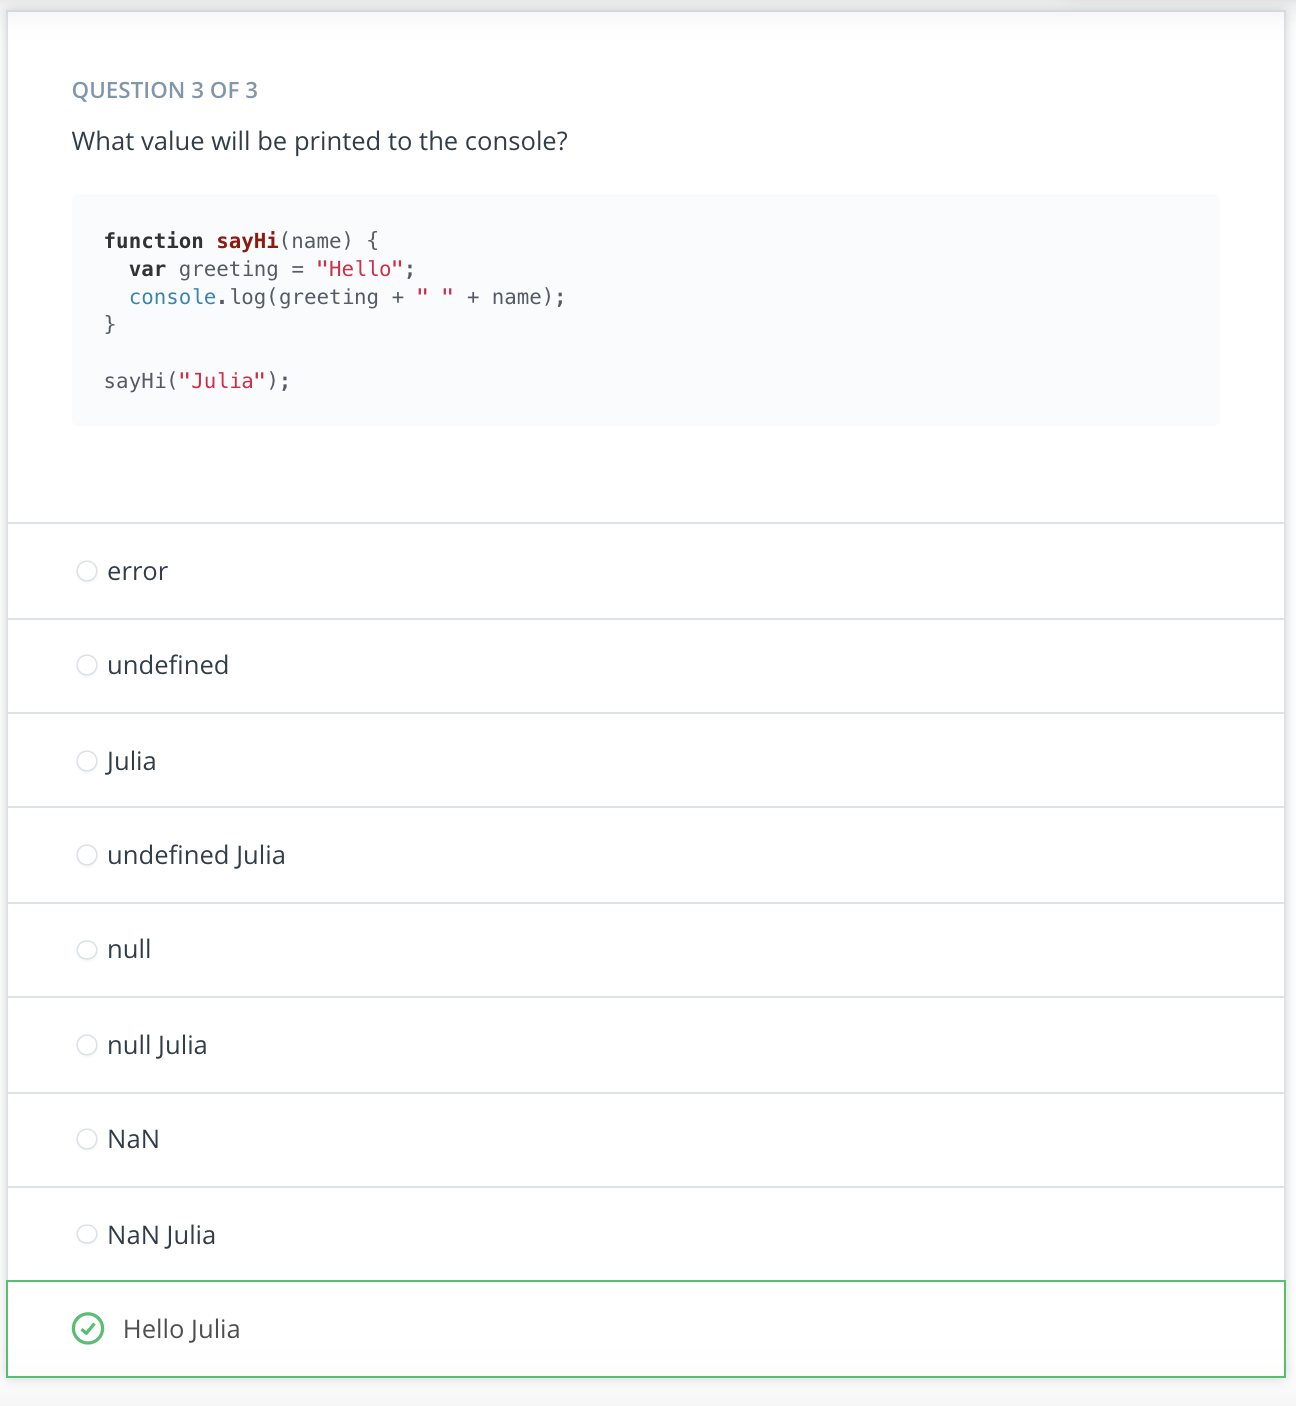 QUESTION 3 OF 3
What value will be printed to the console?
function sayHi(name) {
  var greeting = "Hello";
  console.log(greeting + " " + name);
}
sayHi("Julia");
error
undefined
Julia
undefined Julia
null
null Julia
NaN
NaN Julia
Hello Julia